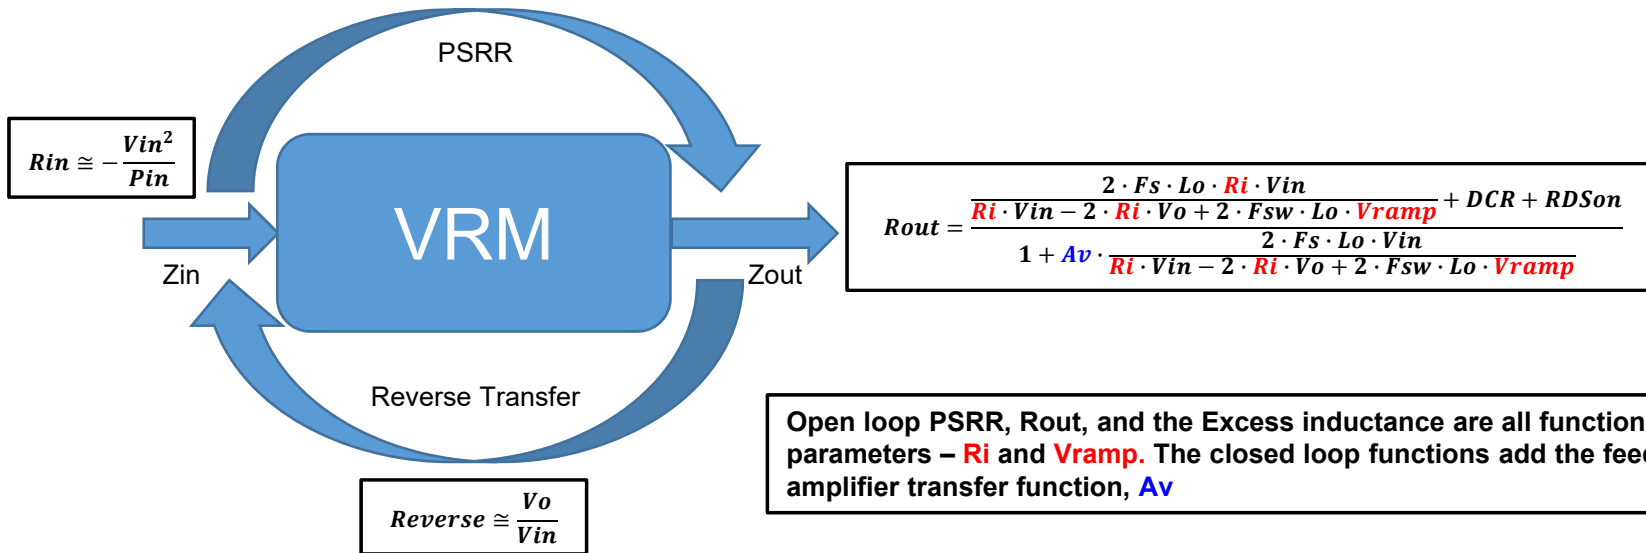 PSRR
Rin ≅ − Vin² / Pin
VRM
Zin
Zout
Rout = ((2 · Fs · Lo · Ri · Vin) / (Ri · Vin − 2 · Ri · Vo + 2 · Fsw · Lo · Vramp) + DCR + RDSon) / (1 + Av · (2 · Fs · Lo · Vin) / (Ri · Vin − 2 · Ri · Vo + 2 · Fsw · Lo · Vramp))
Reverse Transfer
Reverse ≅ Vo / Vin
Open loop PSRR, Rout, and the Excess inductance are all function
parameters – Ri and Vramp. The closed loop functions add the feed
amplifier transfer function, Av